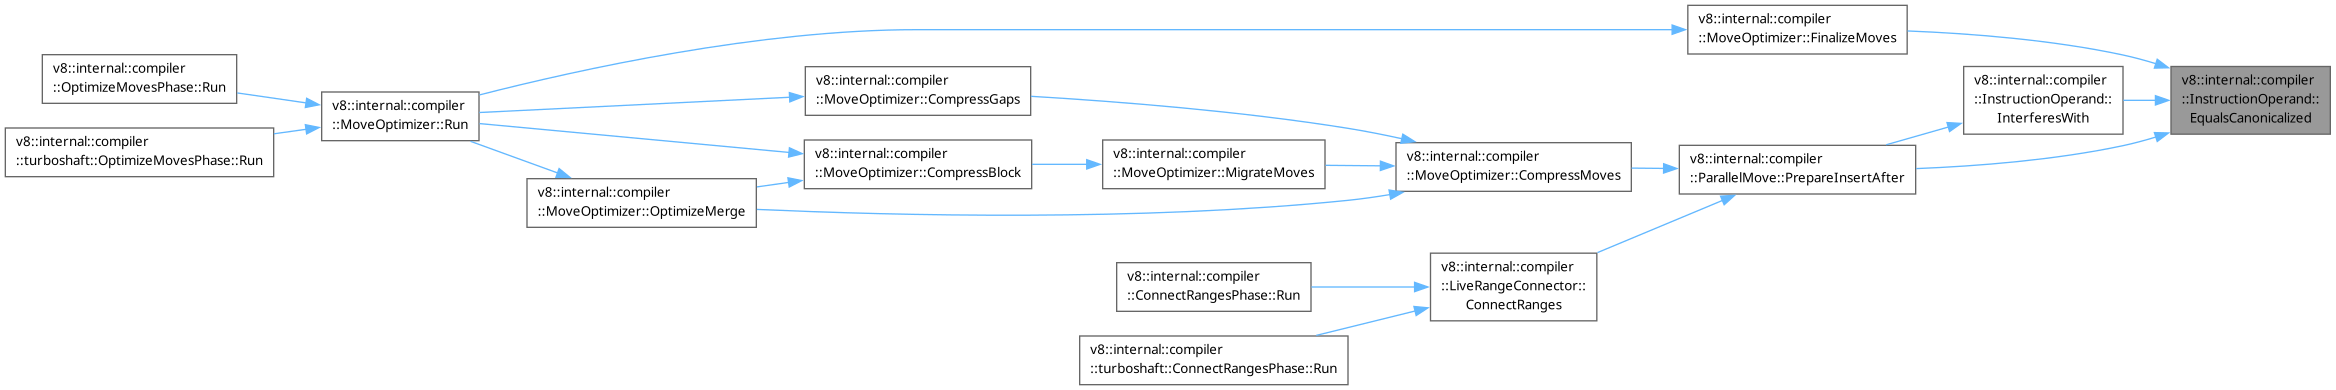 v8::internal::compiler
::MoveOptimizer::FinalizeMoves
v8::internal::compiler
::OptimizeMovesPhase::Run
v8::internal::compiler
::MoveOptimizer::CompressGaps
v8::internal::compiler
::InstructionOperand::
InterferesWith
v8::internal::compiler
::InstructionOperand::
EqualsCanonicalized
v8::internal::compiler
::MoveOptimizer::Run
v8::internal::compiler
::turboshaft::OptimizeMovesPhase::Run
v8::internal::compiler
::MoveOptimizer::CompressBlock
v8::internal::compiler
::MoveOptimizer::MigrateMoves
v8::internal::compiler
::MoveOptimizer::CompressMoves
v8::internal::compiler
::ParallelMove::PrepareInsertAfter
v8::internal::compiler
::MoveOptimizer::OptimizeMerge
v8::internal::compiler
::ConnectRangesPhase::Run
v8::internal::compiler
::LiveRangeConnector::
ConnectRanges
v8::internal::compiler
::turboshaft::ConnectRangesPhase::Run